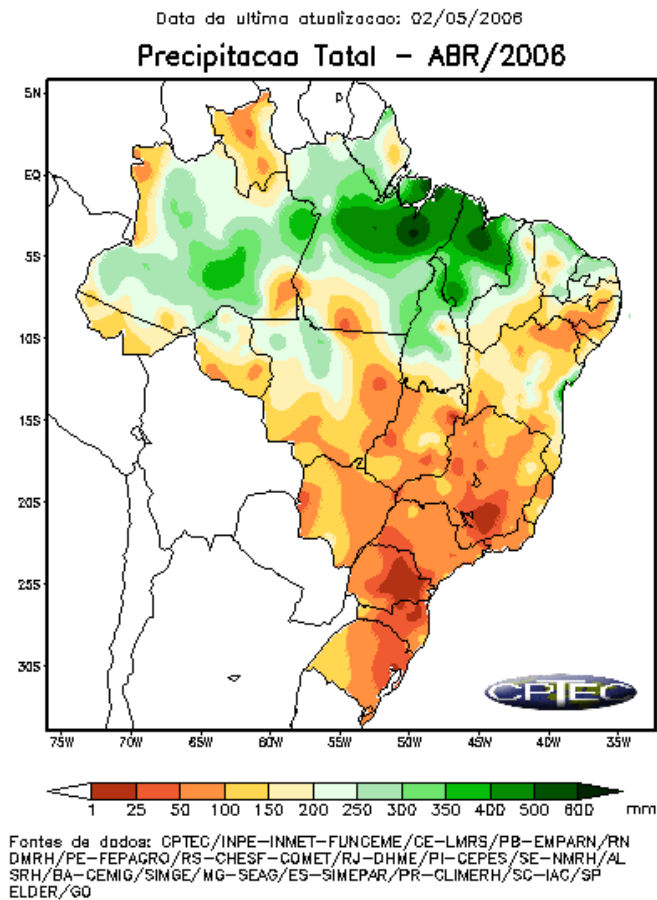 Data da ultima atualizacao: 02/05/2006
Precipitacao Total – ABR/2006
5N
EQ
5S
10S
15S
20S
25S
30S
75W 70W 65W 60W 55W 50W 45W 40W 35W
CPTEC
1 25 50 100 150 200 250 300 350 400 500 600 mm
Fontes de dados: CPTEC/INPE–INMET–FUNCEME/CE–LMRS/PB–EMPARN/RN
DMRH/PE–FEPAGRO/RS–CHESF–COMET/RJ–DHME/PI–CEPES/SE–NMRH/AL
SRH/BA–CEMIG/SIMGE/MG–SEAG/ES–SIMEPAR/PR–CLIMERH/SC–IAC/SP
ELDER/GO